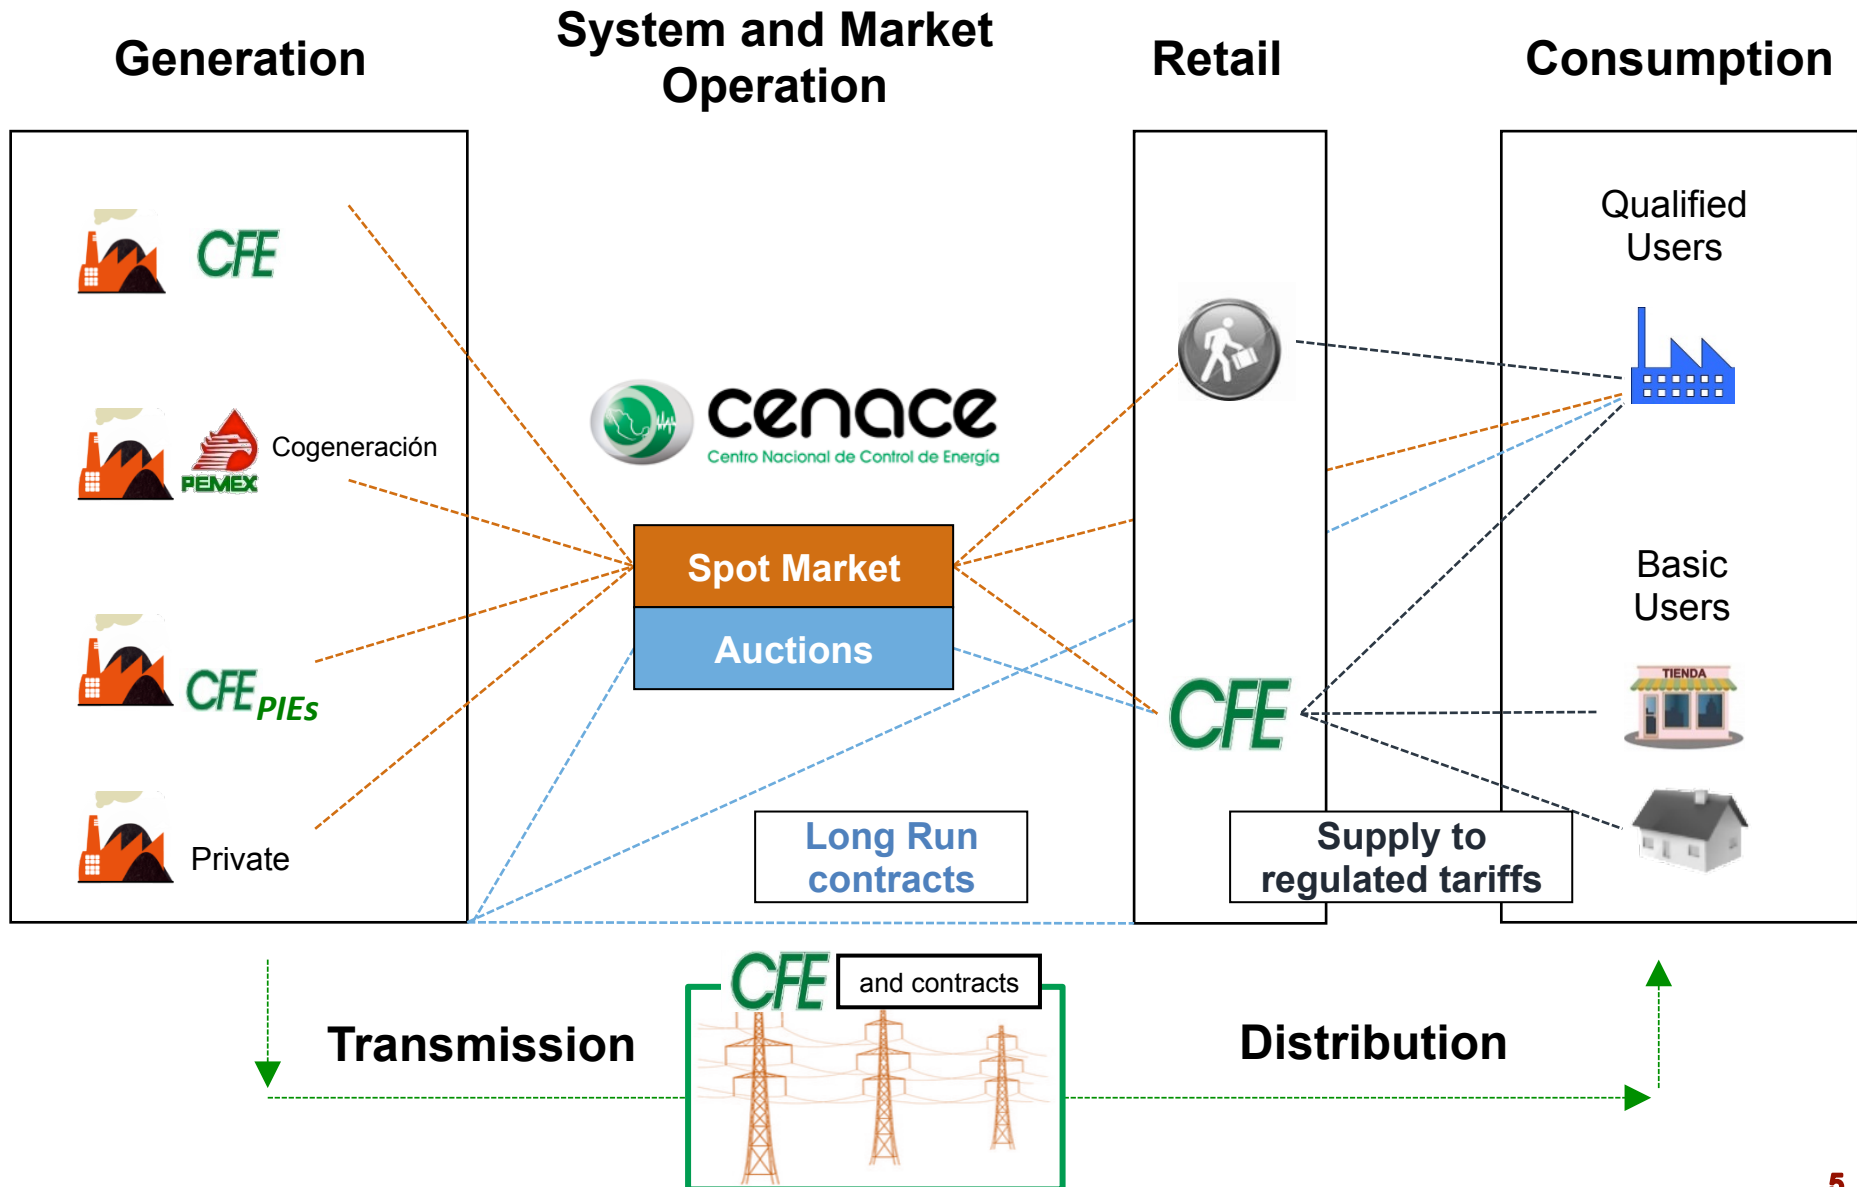 Generation
System and Market
Operation
Retail
Consumption
CFE
PEMEX
Cogeneración
CFE PIEs
Private
cenace
Centro Nacional de Control de Energía
Spot Market
Auctions
Long Run
contracts
CFE
Supply to
regulated tariffs
Qualified
Users
Basic
Users
TIENDA
CFE
and contracts
Transmission
Distribution
5